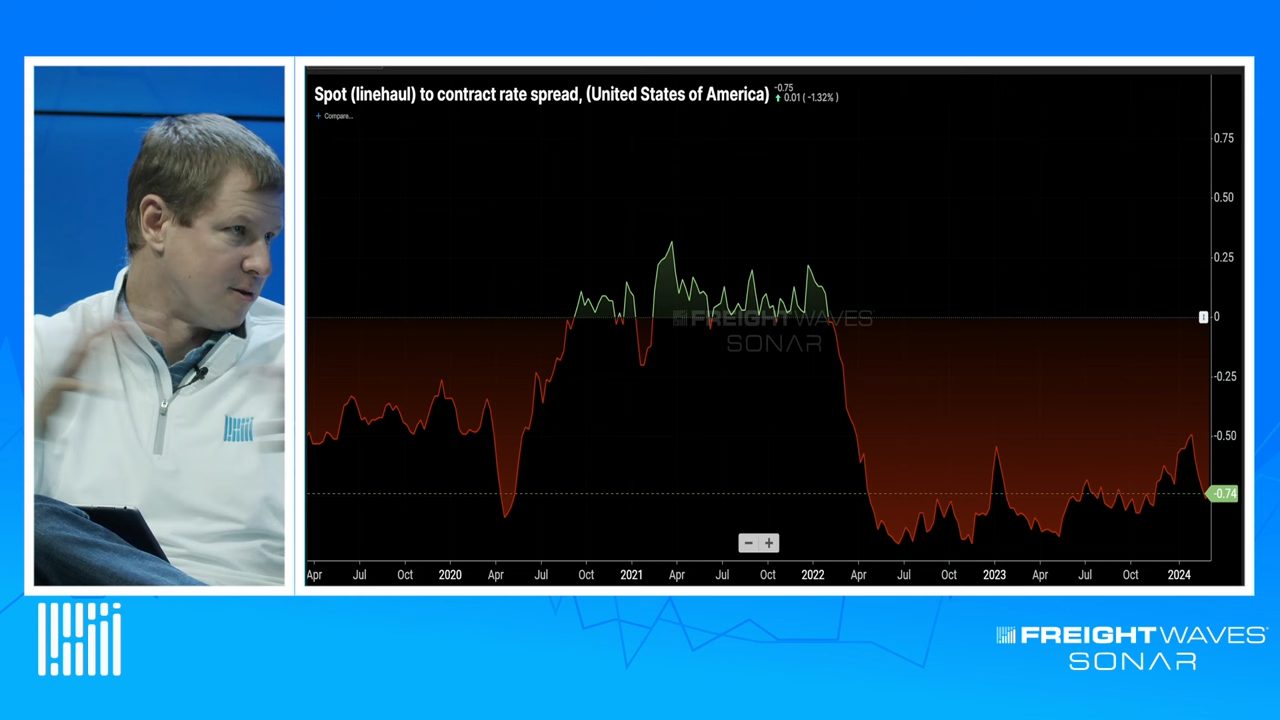 Spot (linehaul) to contract rate spread, (United States of America)
-0.75
0.01 ( -1.32% )
+ Compare...
0.75
0.50
0.25
0
-0.25
-0.50
-0.74
FREIGHTWAVES
SONAR
− +
Apr Jul Oct 2020 Apr Jul Oct 2021 Apr Jul Oct 2022 Apr Jul Oct 2023 Apr Jul Oct 2024
FREIGHTWAVES
SONAR